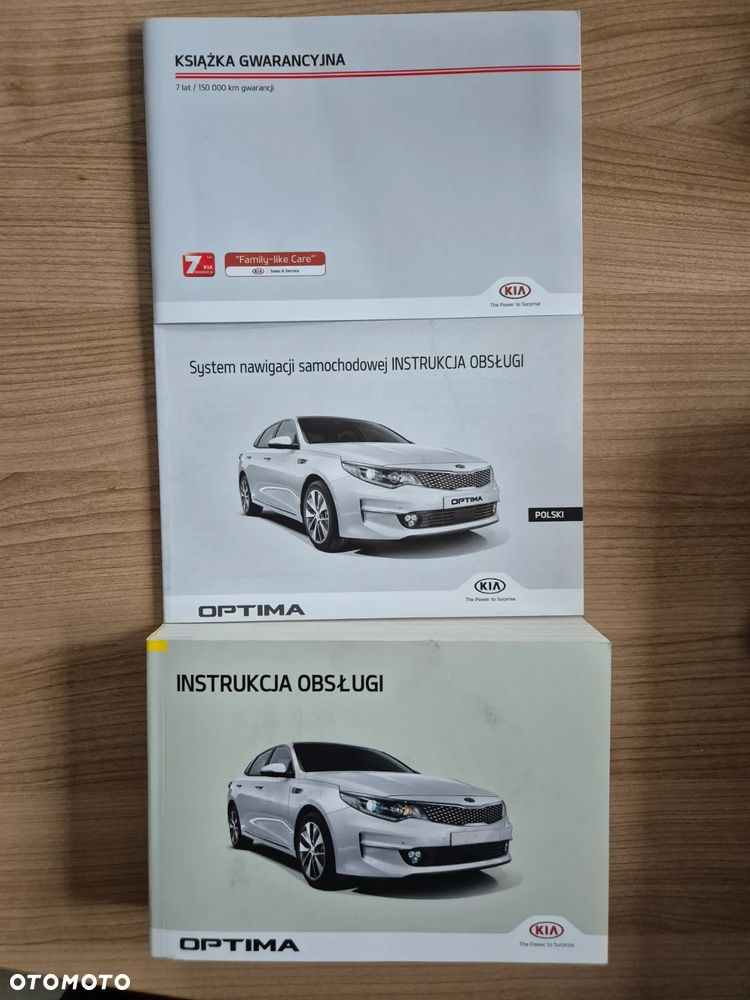 KSIĄŻKA GWARANCYJNA
7 lat / 150 000 km gwarancji
7 LAT
KIA
"Family-like Care"
KIA Sales & Service
KIA
The Power to Surprise
System nawigacji samochodowej INSTRUKCJA OBSŁUGI
OPTIMA
POLSKI
KIA
The Power to Surprise
OPTIMA
INSTRUKCJA OBSŁUGI
KIA
The Power to Surprise
OPTIMA
OTOMOTO